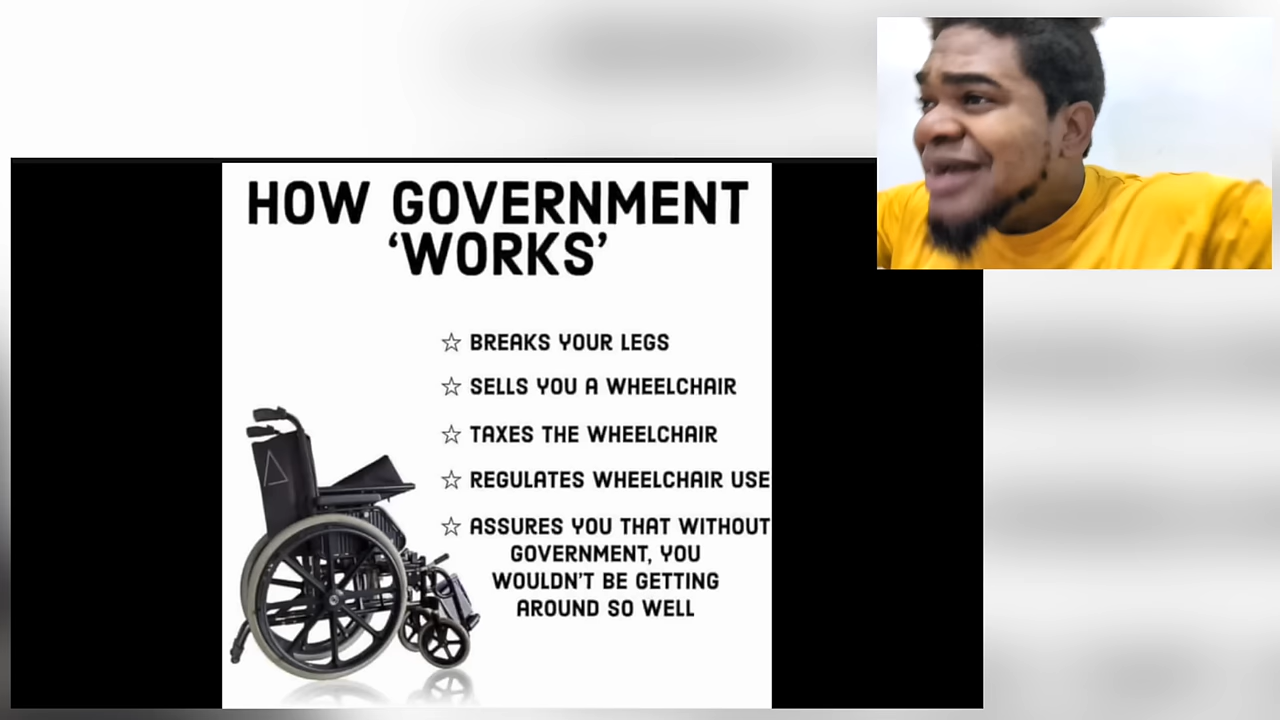 HOW GOVERNMENT
‘WORKS’
☆ BREAKS YOUR LEGS
☆ SELLS YOU A WHEELCHAIR
☆ TAXES THE WHEELCHAIR
☆ REGULATES WHEELCHAIR USE
☆ ASSURES YOU THAT WITHOUT
GOVERNMENT, YOU
WOULDN'T BE GETTING
AROUND SO WELL